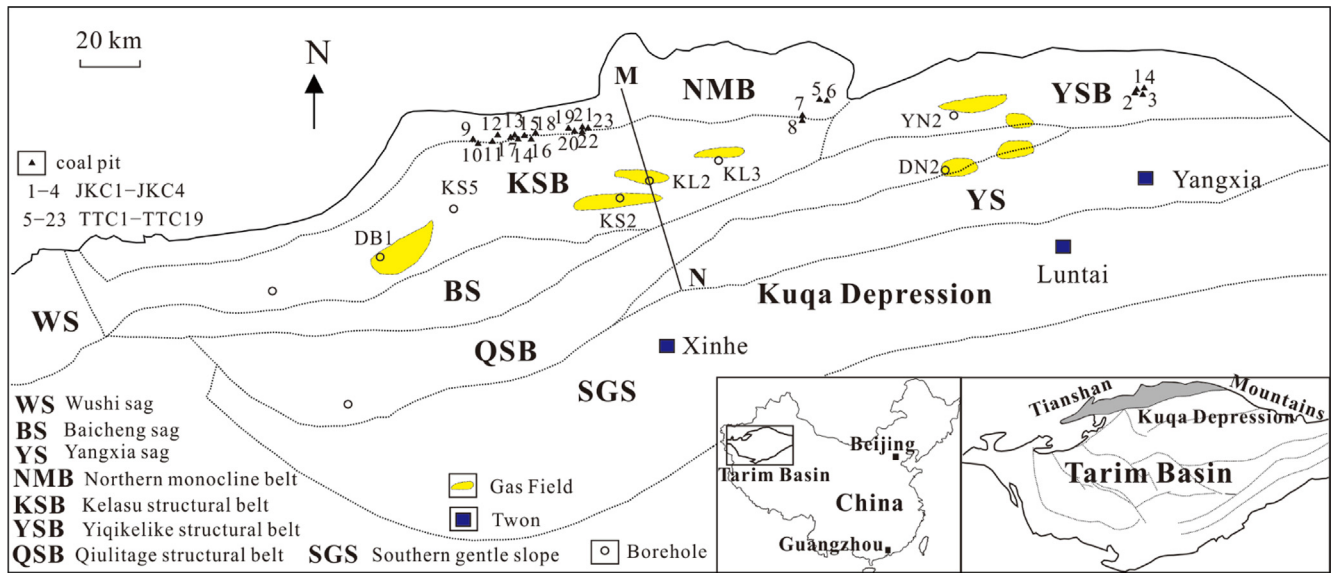 20 km
N
M
NMB
5 6
7
8
YSB
14
2 3
9 12 13 15 18 19 21 23
10 11 17 14 16 20 22
YN2
coal pit
1-4 JKC1-JKC4
5-23 TTC1-TTC19
KS5
KSB
KL2
KL3
DN2
YS
Yangxia
KS2
DB1
N
Luntai
WS
BS
Kuqa Depression
QSB
Xinhe
SGS
WS Wushi sag
BS Baicheng sag
YS Yangxia sag
NMB Northern monocline belt
KSB Kelasu structural belt
YSB Yiqikelike structural belt
QSB Qiulitage structural belt
SGS Southern gentle slope
Gas Field
Twon
Borehole
Beijing
Tarim Basin
China
Guangzhou
Tianshan Mountains
Kuqa Depression
Tarim Basin